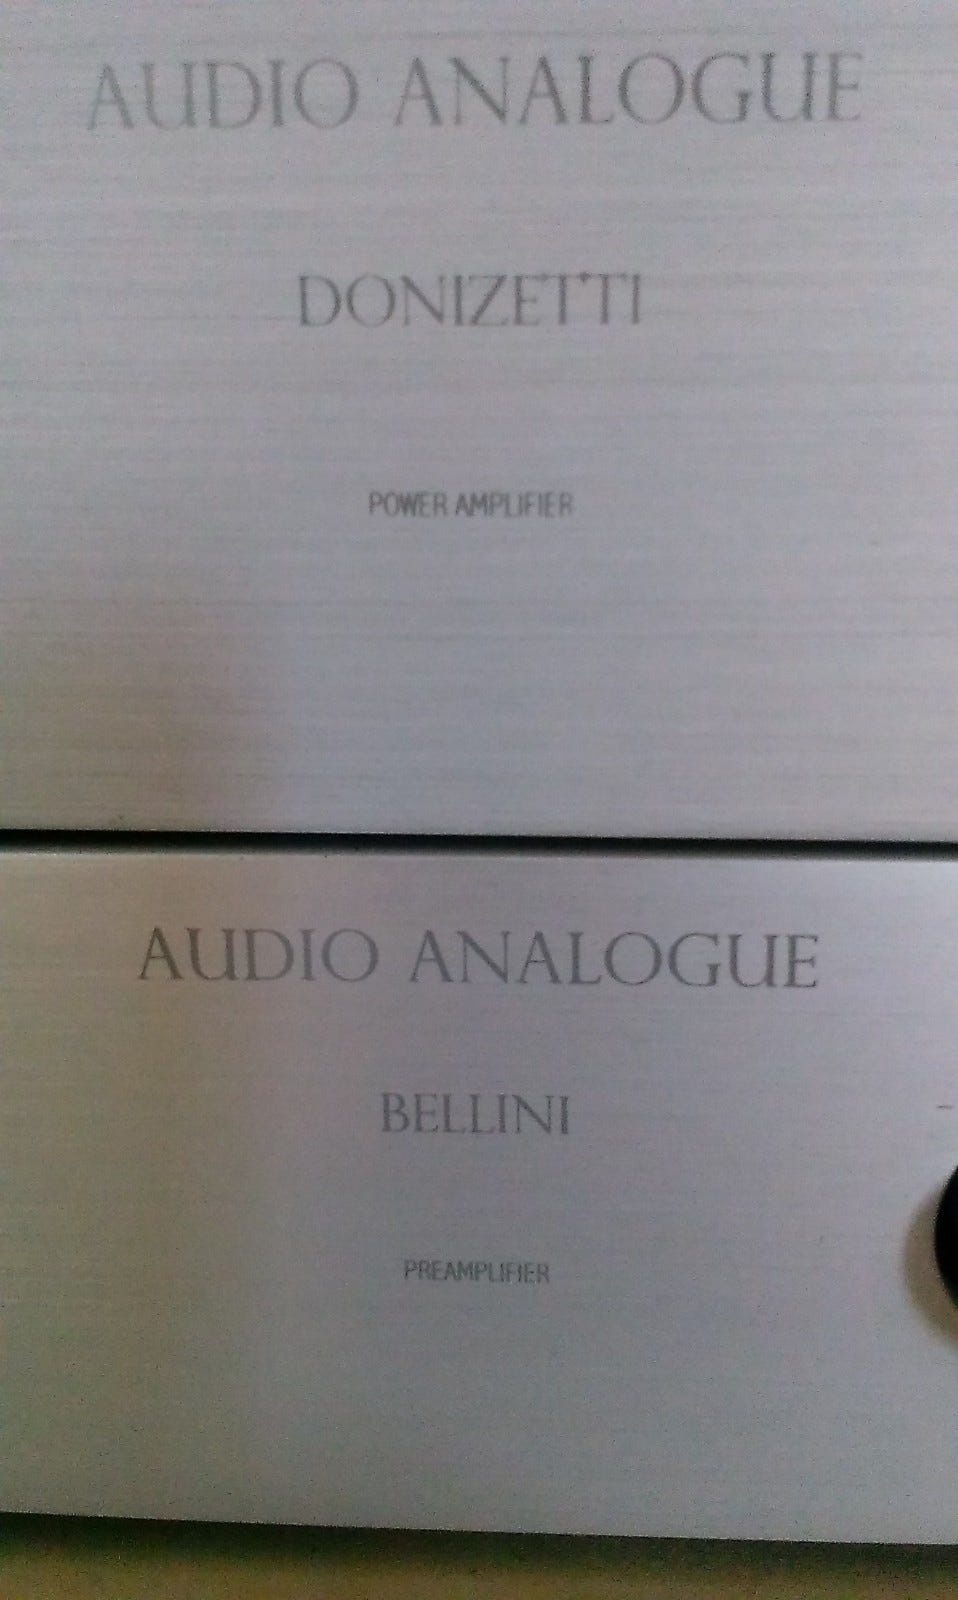 AUDIO ANALOGUE
DONIZETTI
POWER AMPLIFIER
AUDIO ANALOGUE
BELLINI
PREAMPLIFIER